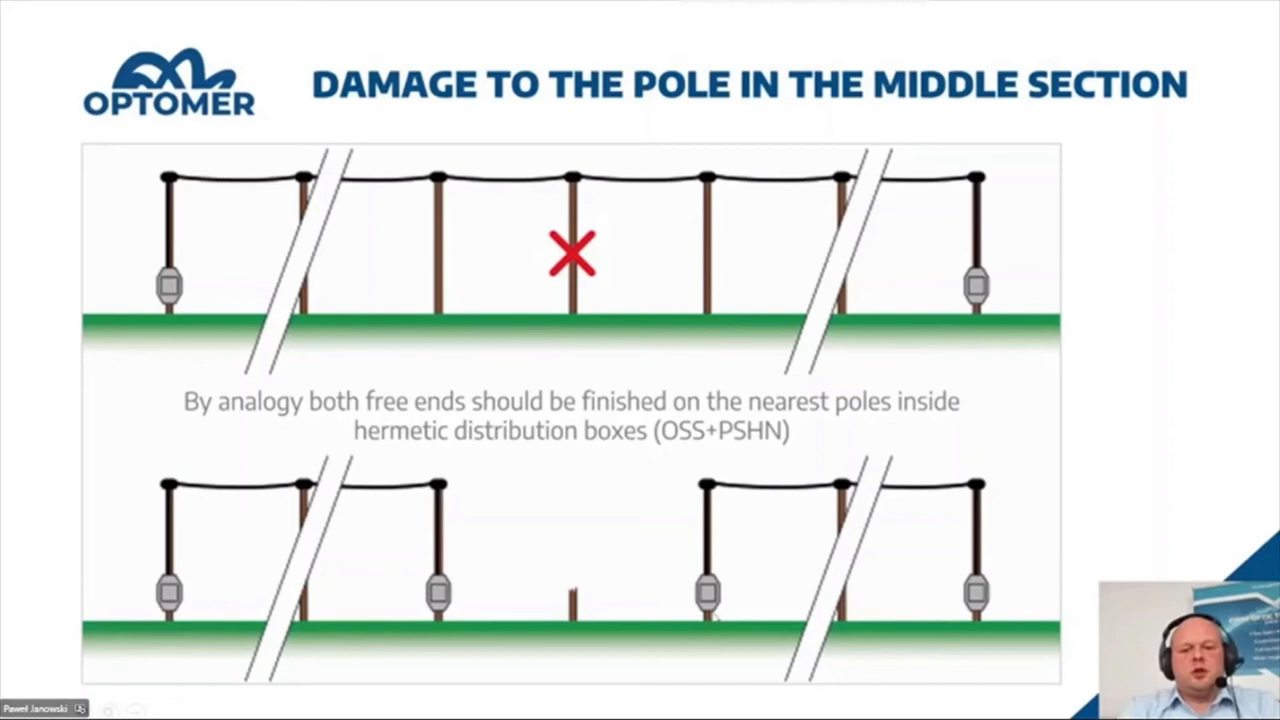 OPTOMER
DAMAGE TO THE POLE IN THE MIDDLE SECTION
By analogy both free ends should be finished on the nearest poles inside
hermetic distribution boxes (OSS+PSHN)
Paweł Janowski